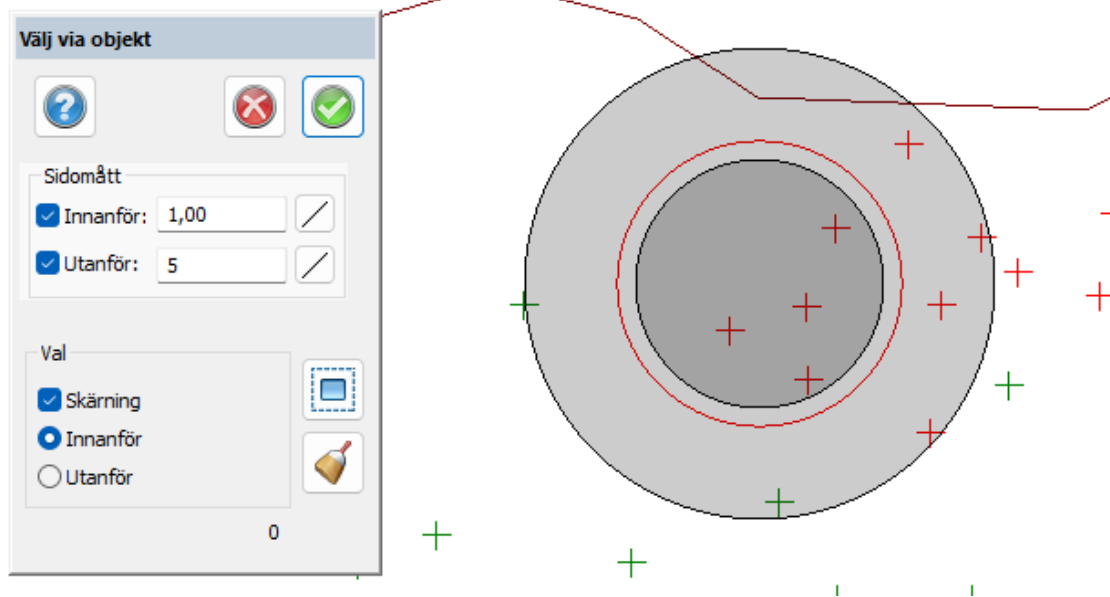 Välj via objekt
?
Sidomått
Innanför: 1,00
Utanför: 5
Val
Skärning
Innanför
Utanför
0